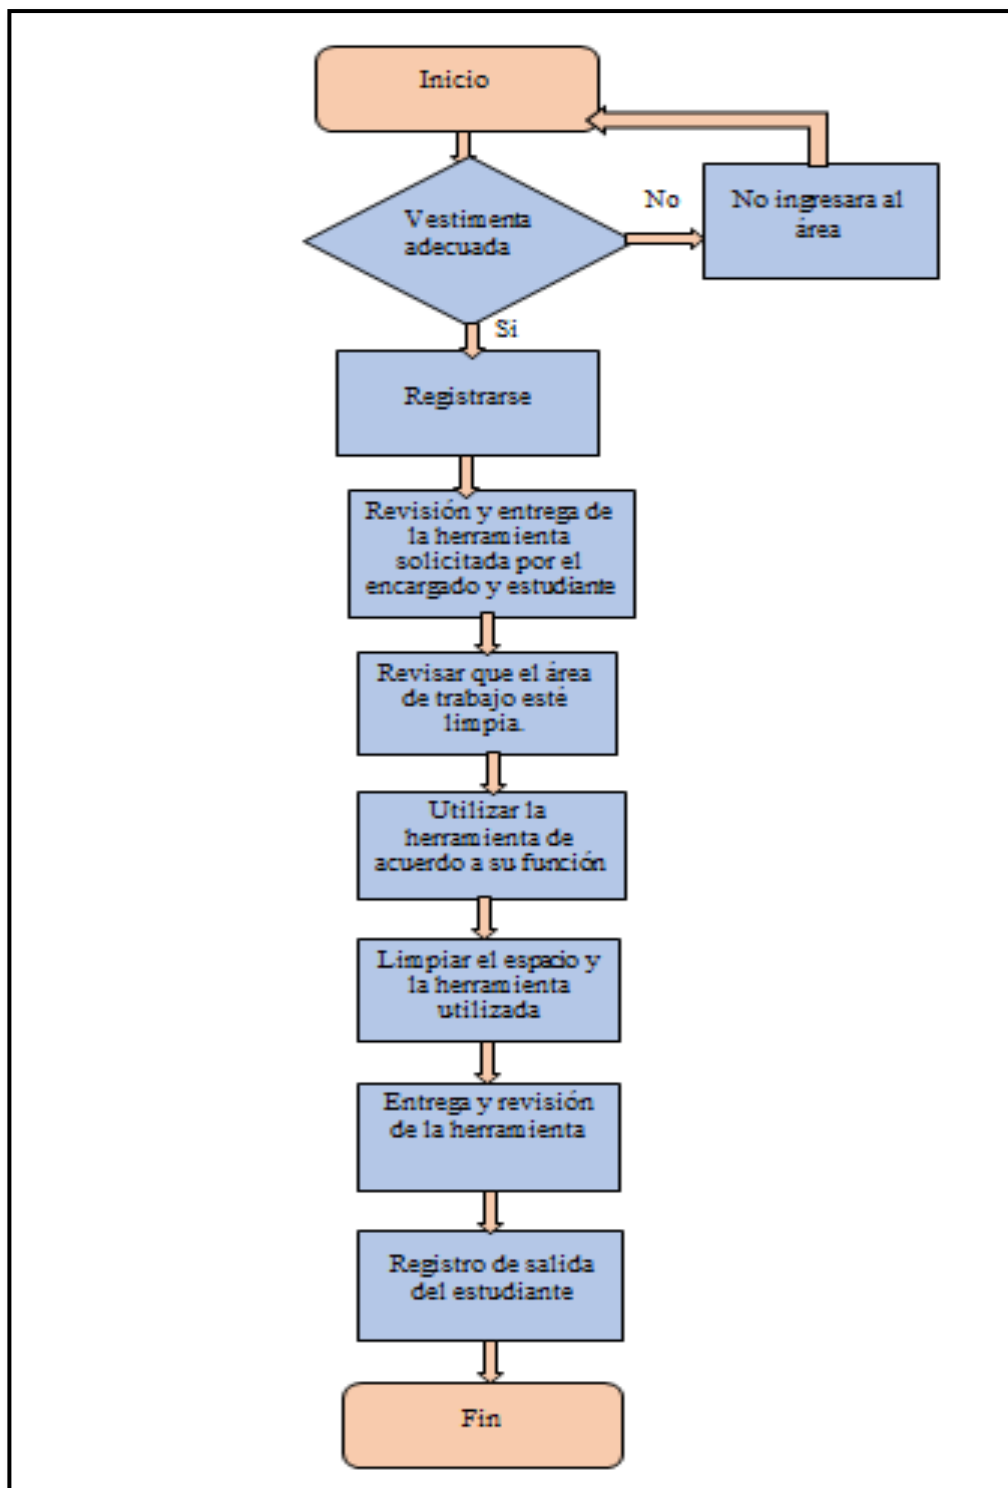 Inicio
Vestimenta
adecuada
No
No ingresara al
área
Si
Registrarse
Revisión y entrega de
la herramienta
solicitada por el
encargado y estudiante
Revisar que el área
de trabajo esté
limpia.
Utilizar la
herramienta de
acuerdo a su función
Limpiar el espacio y
la herramienta
utilizada
Entrega y revisión
de la herramienta
Registro de salida
del estudiante
Fin